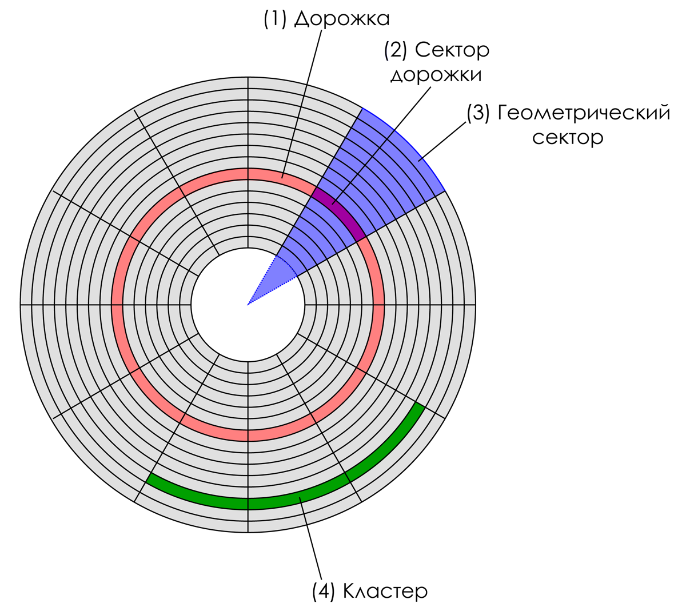 (1) Дорожка
(2) Сектор
дорожки
(3) Геометрический
сектор
(4) Кластер